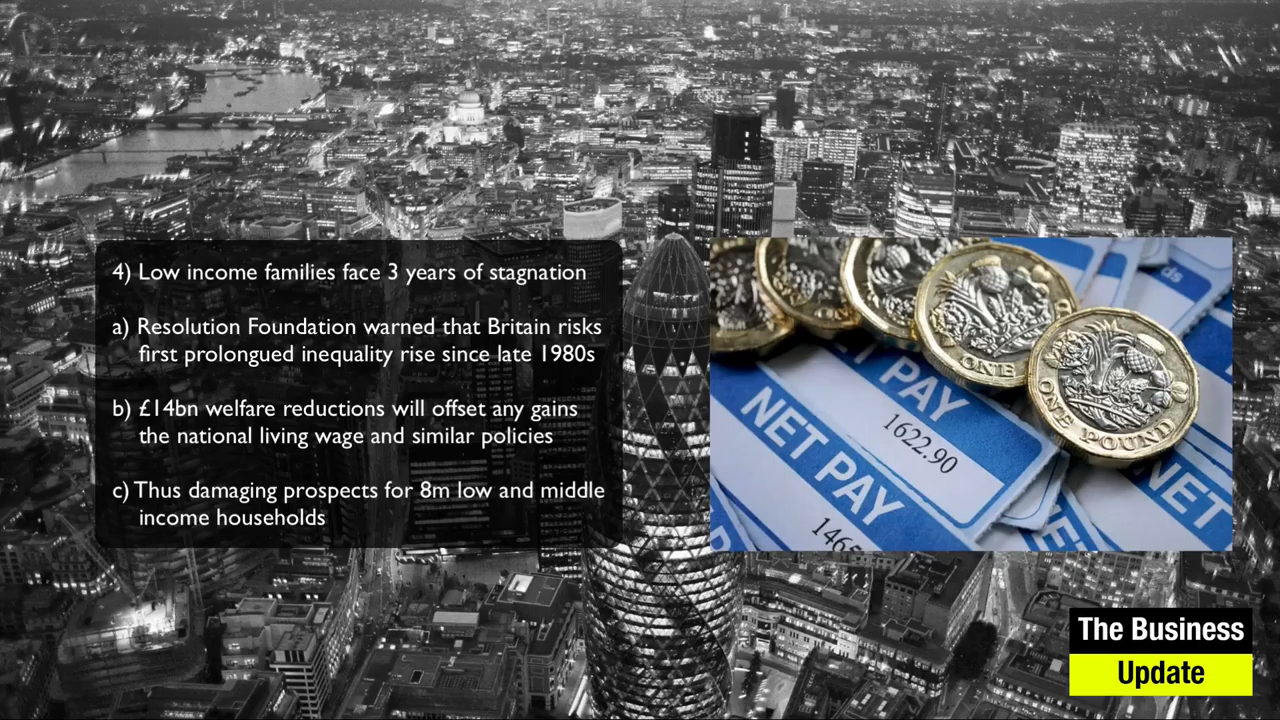 4) Low income families face 3 years of stagnation
a) Resolution Foundation warned that Britain risks
first prolongued inequality rise since late 1980s
b) £14bn welfare reductions will offset any gains
the national living wage and similar policies
c) Thus damaging prospects for 8m low and middle
income households
ds
PAY
1622.90
NET PAY
1465
NET
ONE
ONE POUND
The Business
Update